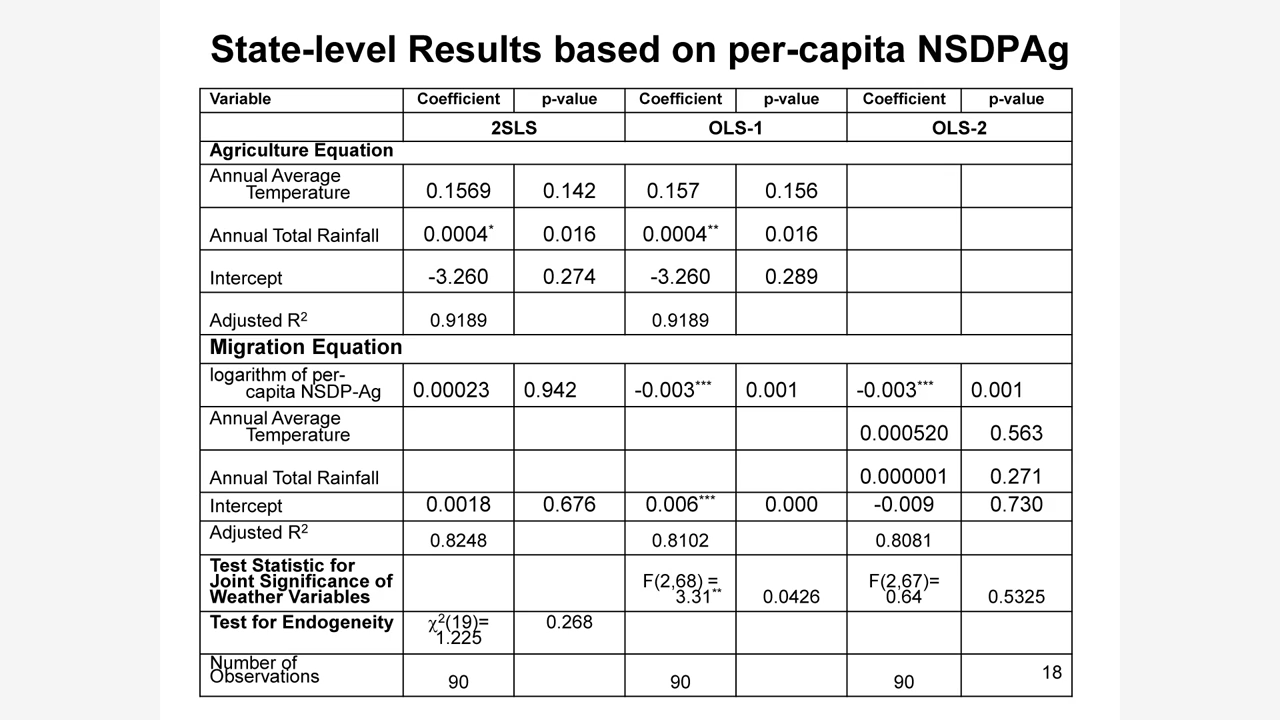 State-level Results based on per-capita NSDPAg
Variable Coefficient p-value Coefficient p-value Coefficient p-value
2SLS OLS-1 OLS-2
Agriculture Equation
Annual Average
Temperature 0.1569 0.142 0.157 0.156
Annual Total Rainfall 0.0004* 0.016 0.0004** 0.016
Intercept -3.260 0.274 -3.260 0.289
Adjusted R2 0.9189 0.9189
Migration Equation
logarithm of per-
capita NSDP-Ag 0.00023 0.942 -0.003*** 0.001 -0.003*** 0.001
Annual Average
Temperature 0.000520 0.563
Annual Total Rainfall 0.000001 0.271
Intercept 0.0018 0.676 0.006*** 0.000 -0.009 0.730
Adjusted R2 0.8248 0.8102 0.8081
Test Statistic for
Joint Significance of F(2,68) = F(2,67)=
Weather Variables 3.31** 0.0426 0.64 0.5325
Test for Endogeneity χ2(19)= 0.268
1.225
Number of
Observations 90 90 90 18